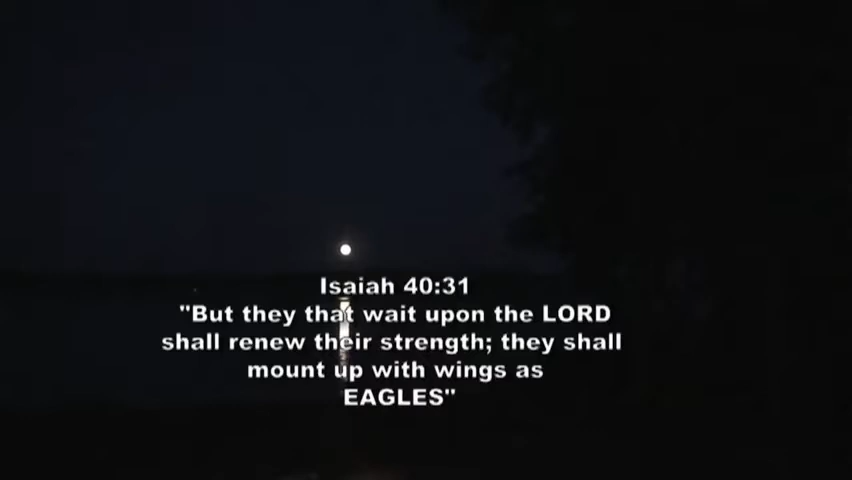 Isaiah 40:31
"But they that wait upon the LORD
shall renew their strength; they shall
mount up with wings as
EAGLES"